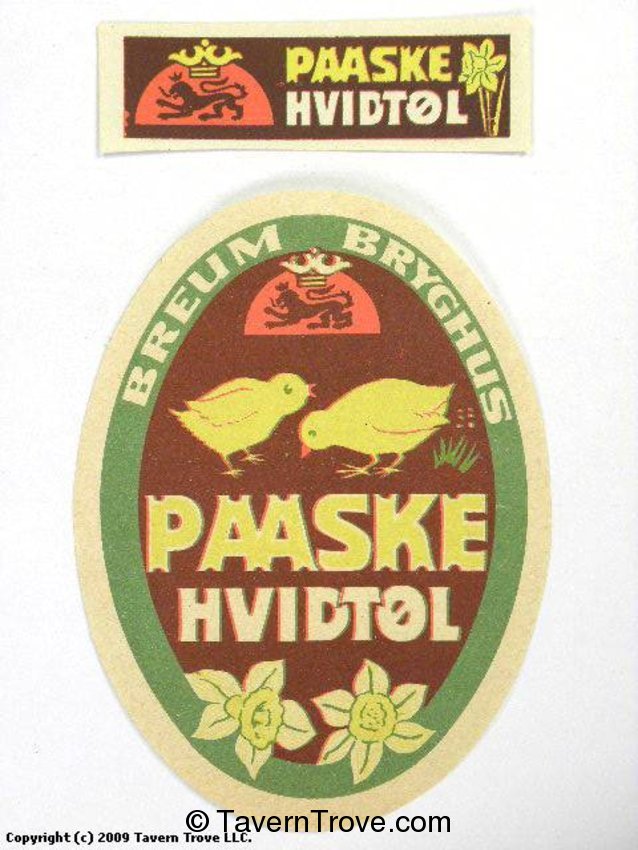 PAASKE
HVIDTØL
BREUM BRYGHUS
PAASKE
HVIDTØL
© TavernTrove.com
Copyright (c) 2009 Tavern Trove LLC.